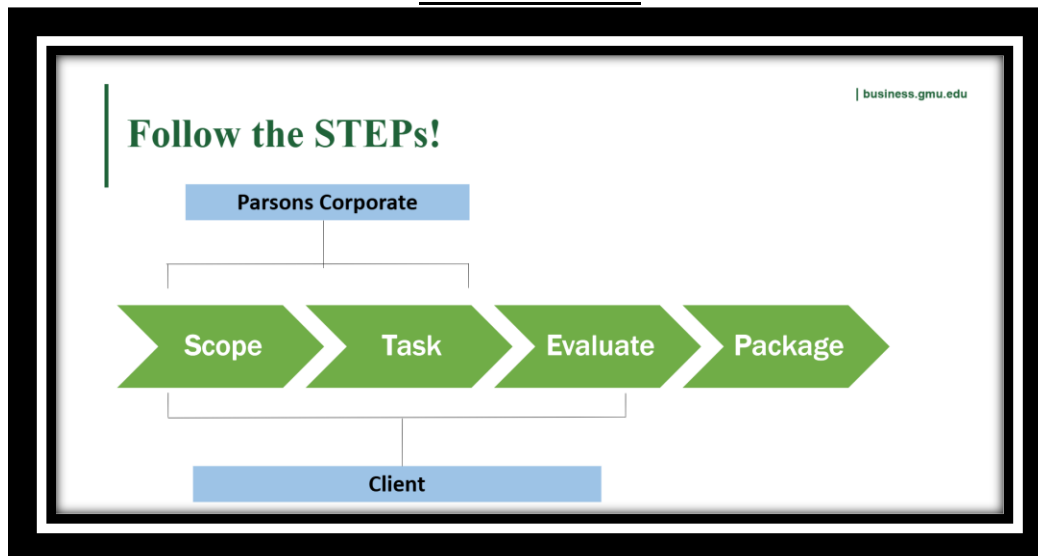 | business.gmu.edu
Follow the STEPs!
Parsons Corporate
Scope
Task
Evaluate
Package
Client